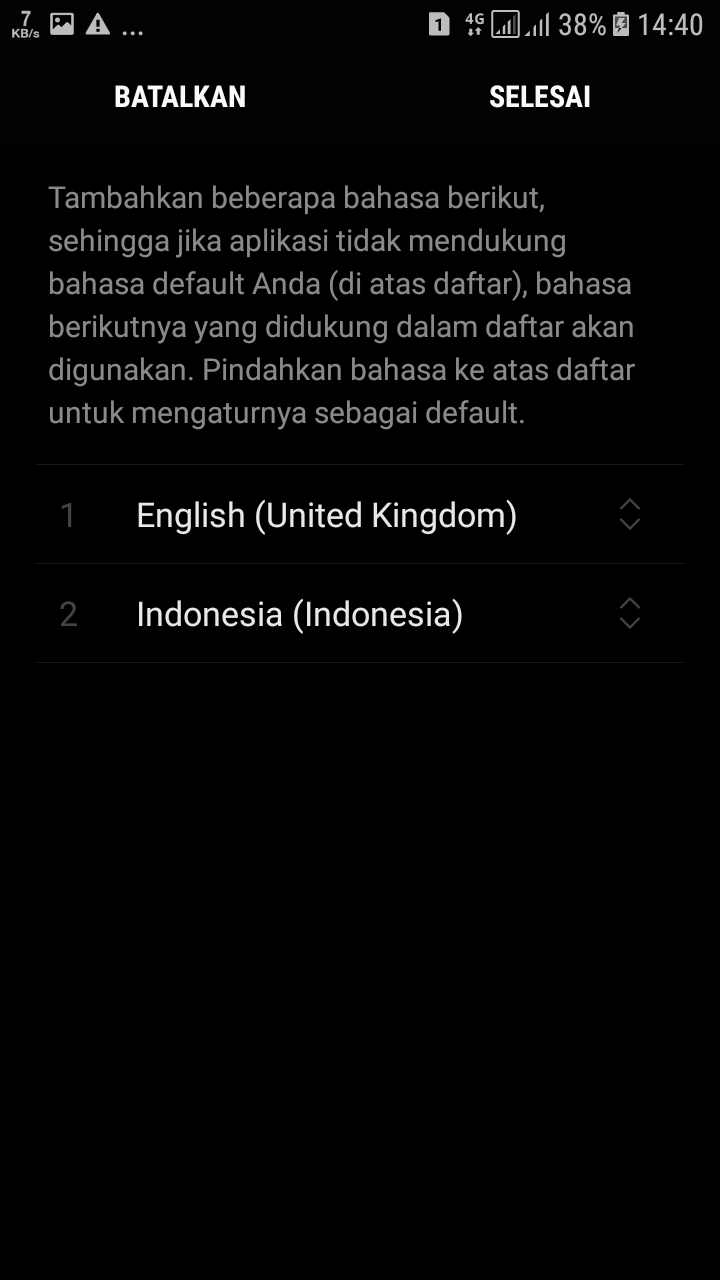 7
KB/s
...
1 4G 38% 14:40
BATALKAN SELESAI
Tambahkan beberapa bahasa berikut,
sehingga jika aplikasi tidak mendukung
bahasa default Anda (di atas daftar), bahasa
berikutnya yang didukung dalam daftar akan
digunakan. Pindahkan bahasa ke atas daftar
untuk mengaturnya sebagai default.
1 English (United Kingdom)
2 Indonesia (Indonesia)